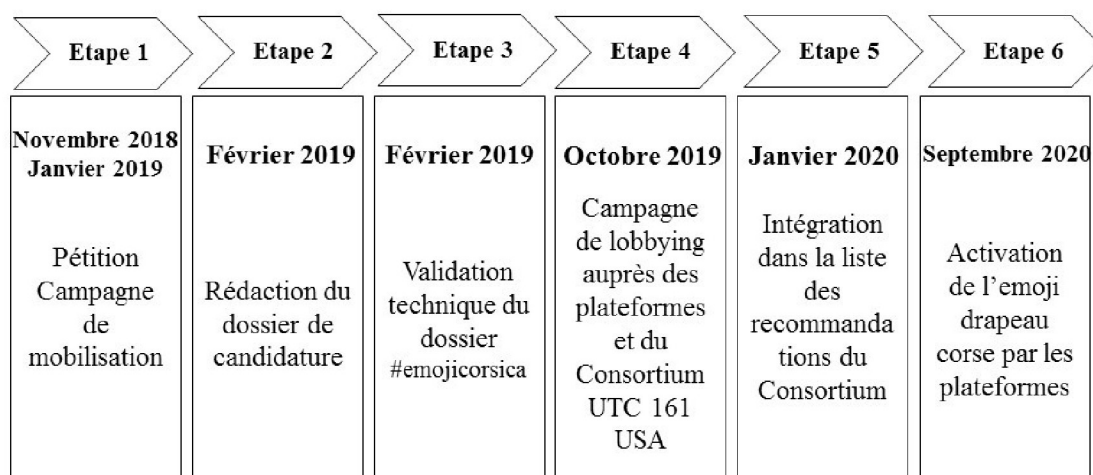 Etape 1
Etape 2
Etape 3
Etape 4
Etape 5
Etape 6
Novembre 2018
Janvier 2019
Pétition
Campagne
de
mobilisation
Février 2019
Rédaction du
dossier de
candidature
Février 2019
Validation
technique du
dossier
#emojicorsica
Octobre 2019
Campagne
de lobbying
auprès des
plateformes
et du
Consortium
UTC 161
USA
Janvier 2020
Intégration
dans la liste
des
recommanda
tions du
Consortium
Septembre 2020
Activation
de l’emoji
drapeau
corse par les
plateformes